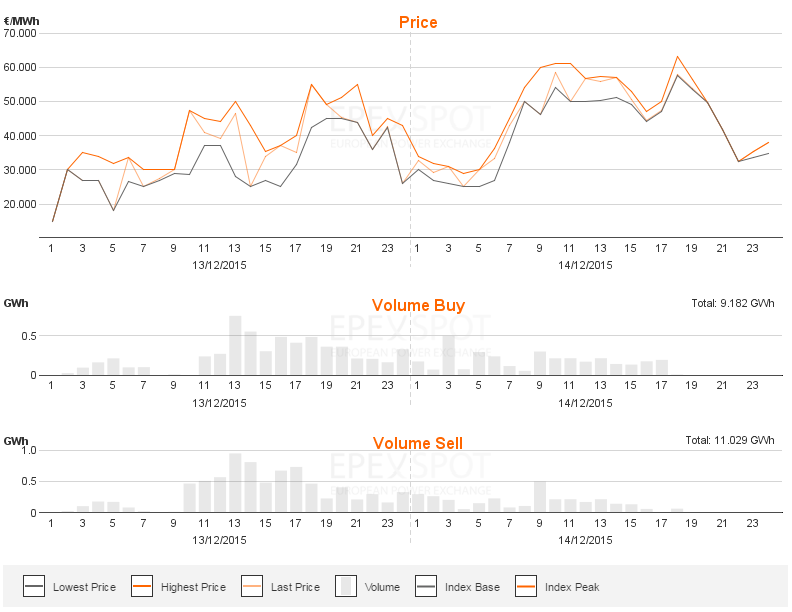 Price
€/MWh
70.000
60.000
50.000
40.000
30.000
20.000
EPEXSPOT
EUROPEAN POWER EXCHANGE
1 3 5 7 9 11 13 15 17 19 21 23 1 3 5 7 9 11 13 15 17 19 21 23
13/12/2015 14/12/2015
GWh Volume Buy Total: 9.182 GWh
EPEXSPOT
0.5
EUROPEAN POWER EXCHANGE
0
1 3 5 7 9 11 13 15 17 19 21 23 1 3 5 7 9 11 13 15 17 19 21 23
13/12/2015 14/12/2015
GWh Volume Sell Total: 11.029 GWh
1.0
EPEXSPOT
0.5
EUROPEAN POWER EXCHANGE
0
1 3 5 7 9 11 13 15 17 19 21 23 1 3 5 7 9 11 13 15 17 19 21 23
13/12/2015 14/12/2015
Lowest Price Highest Price Last Price Volume Index Base Index Peak